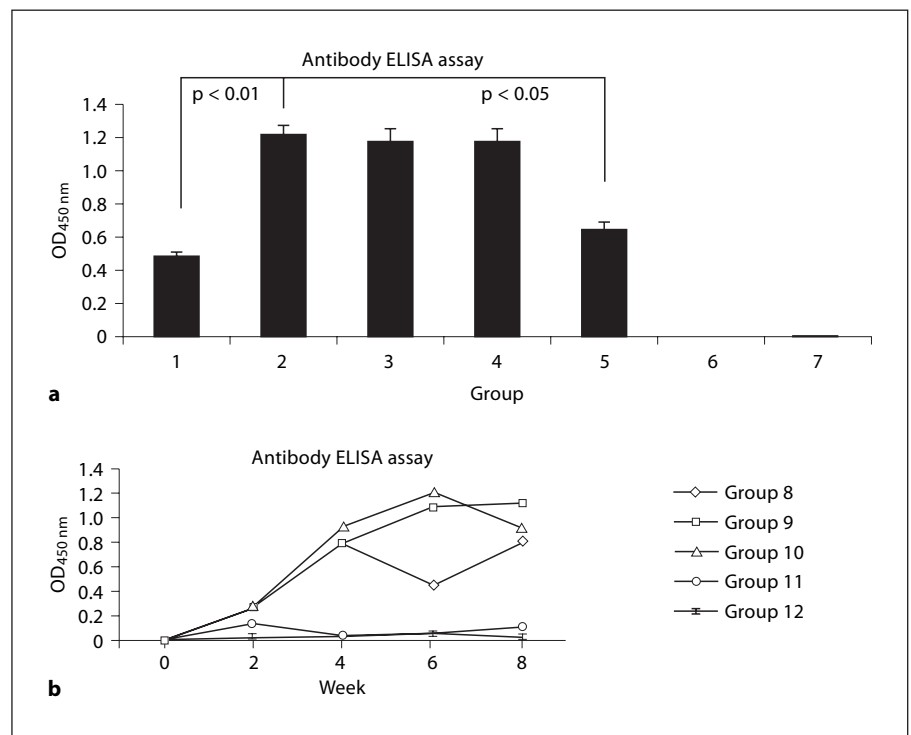 Antibody ELISA assay
p < 0.01
p < 0.05
1.4
1.2
1.0
0.8
0.6
0.4
0.2
0
OD450 nm
1 2 3 4 5 6 7
Group
a
Antibody ELISA assay
1.4
1.2
1.0
0.8
0.6
0.4
0.2
0
OD450 nm
0 2 4 6 8
Week
b
Group 8
Group 9
Group 10
Group 11
Group 12